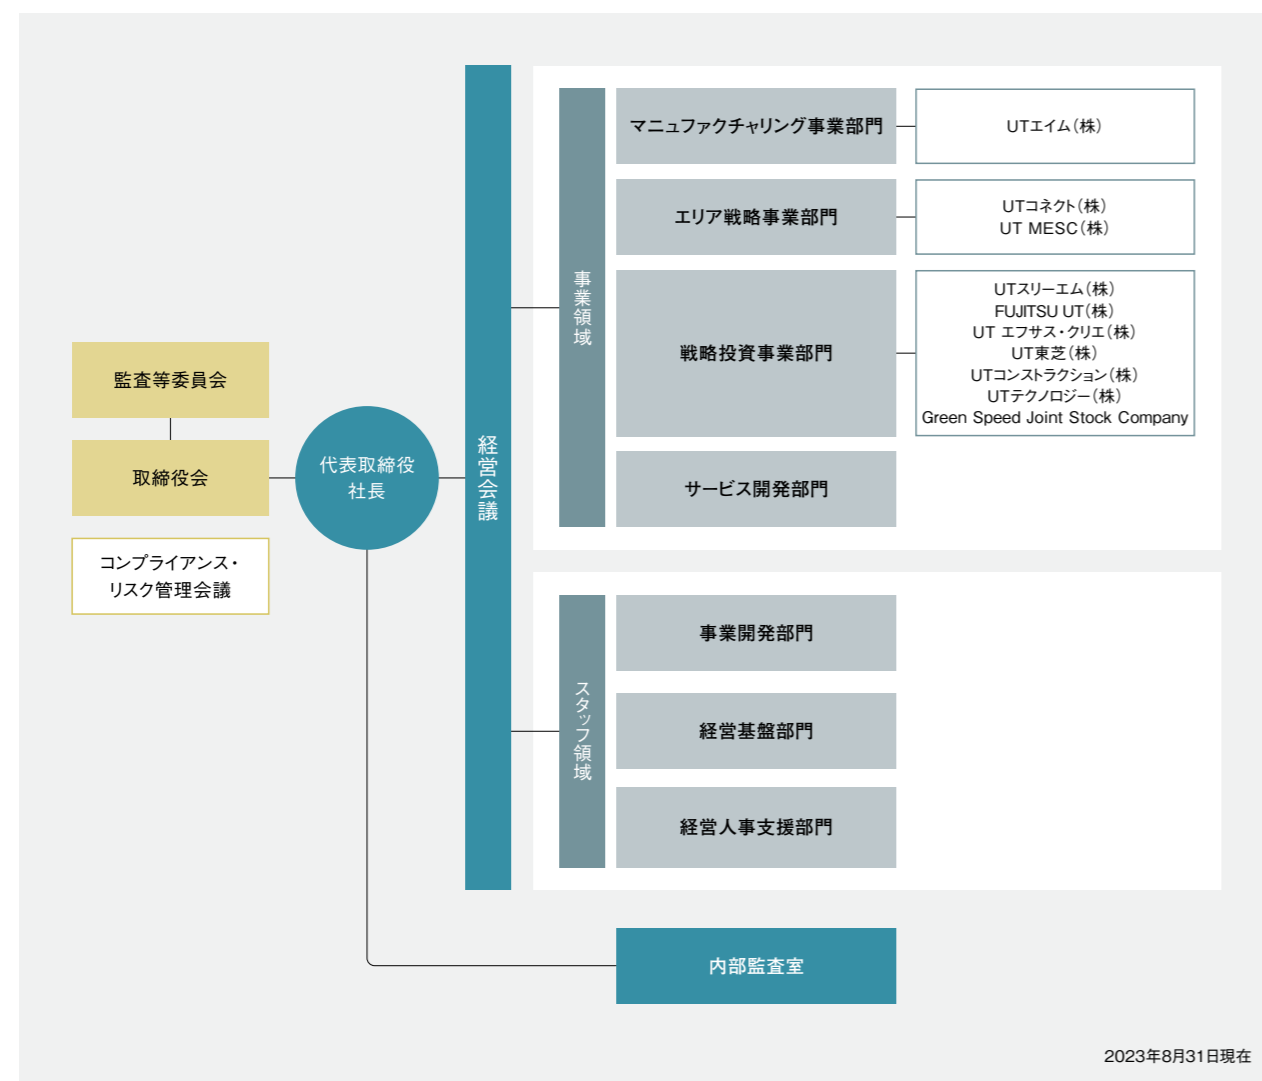 監査等委員会
取締役会
コンプライアンス・
リスク管理会議
代表取締役
社長
経営会議
事業領域
マニュファクチャリング事業部門
UTエイム（株）
エリア戦略事業部門
UTコネクト（株）
UT MESC（株）
戦略投資事業部門
UTスリーエム（株）
FUJITSU UT（株）
UT エフサス・クリエ（株）
UT東芝（株）
UTコンストラクション（株）
UTテクノロジー（株）
Green Speed Joint Stock Company
サービス開発部門
スタッフ領域
事業開発部門
経営基盤部門
経営人事支援部門
内部監査室
2023年8月31日現在